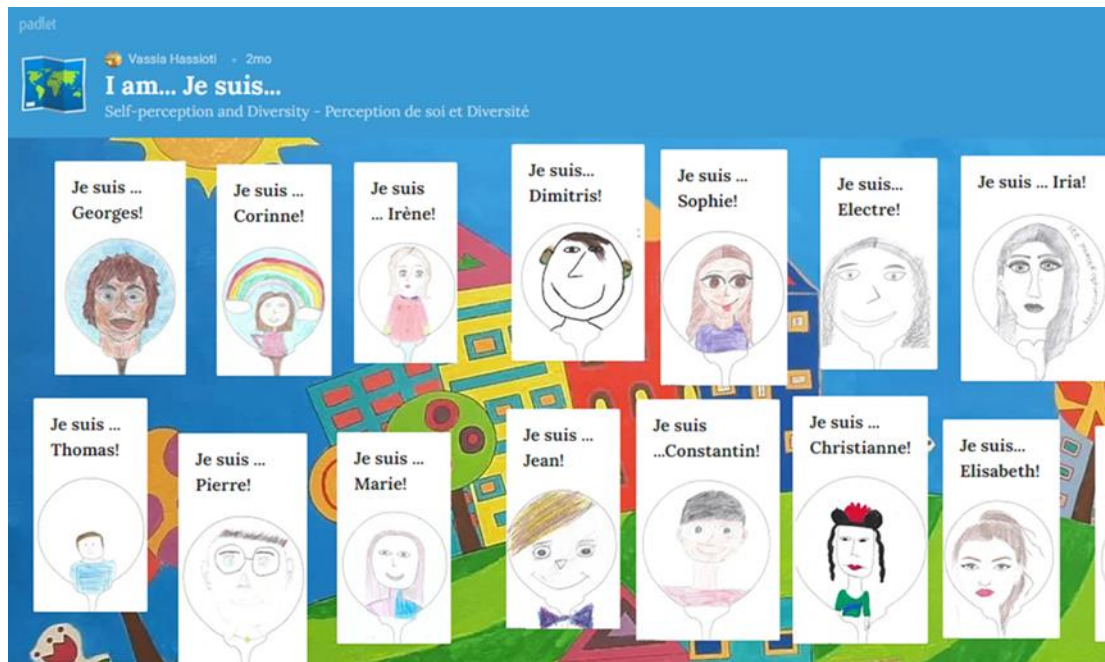 padlet
Vassia Hassioti • 2mo
I am... Je suis...
Self-perception and Diversity - Perception de soi et Diversité
Je suis ...
Georges!
Je suis ...
Corinne!
Je suis
... Irène!
Je suis...
Dimitris!
Je suis ...
Sophie!
Je suis...
Electre!
Je suis ... Iria!
Je suis ...
Thomas!
Je suis ...
Pierre!
Je suis ...
Marie!
Je suis ...
Jean!
Je suis
...Constantin!
Je suis ...
Christianne!
Je suis...
Elisabeth!